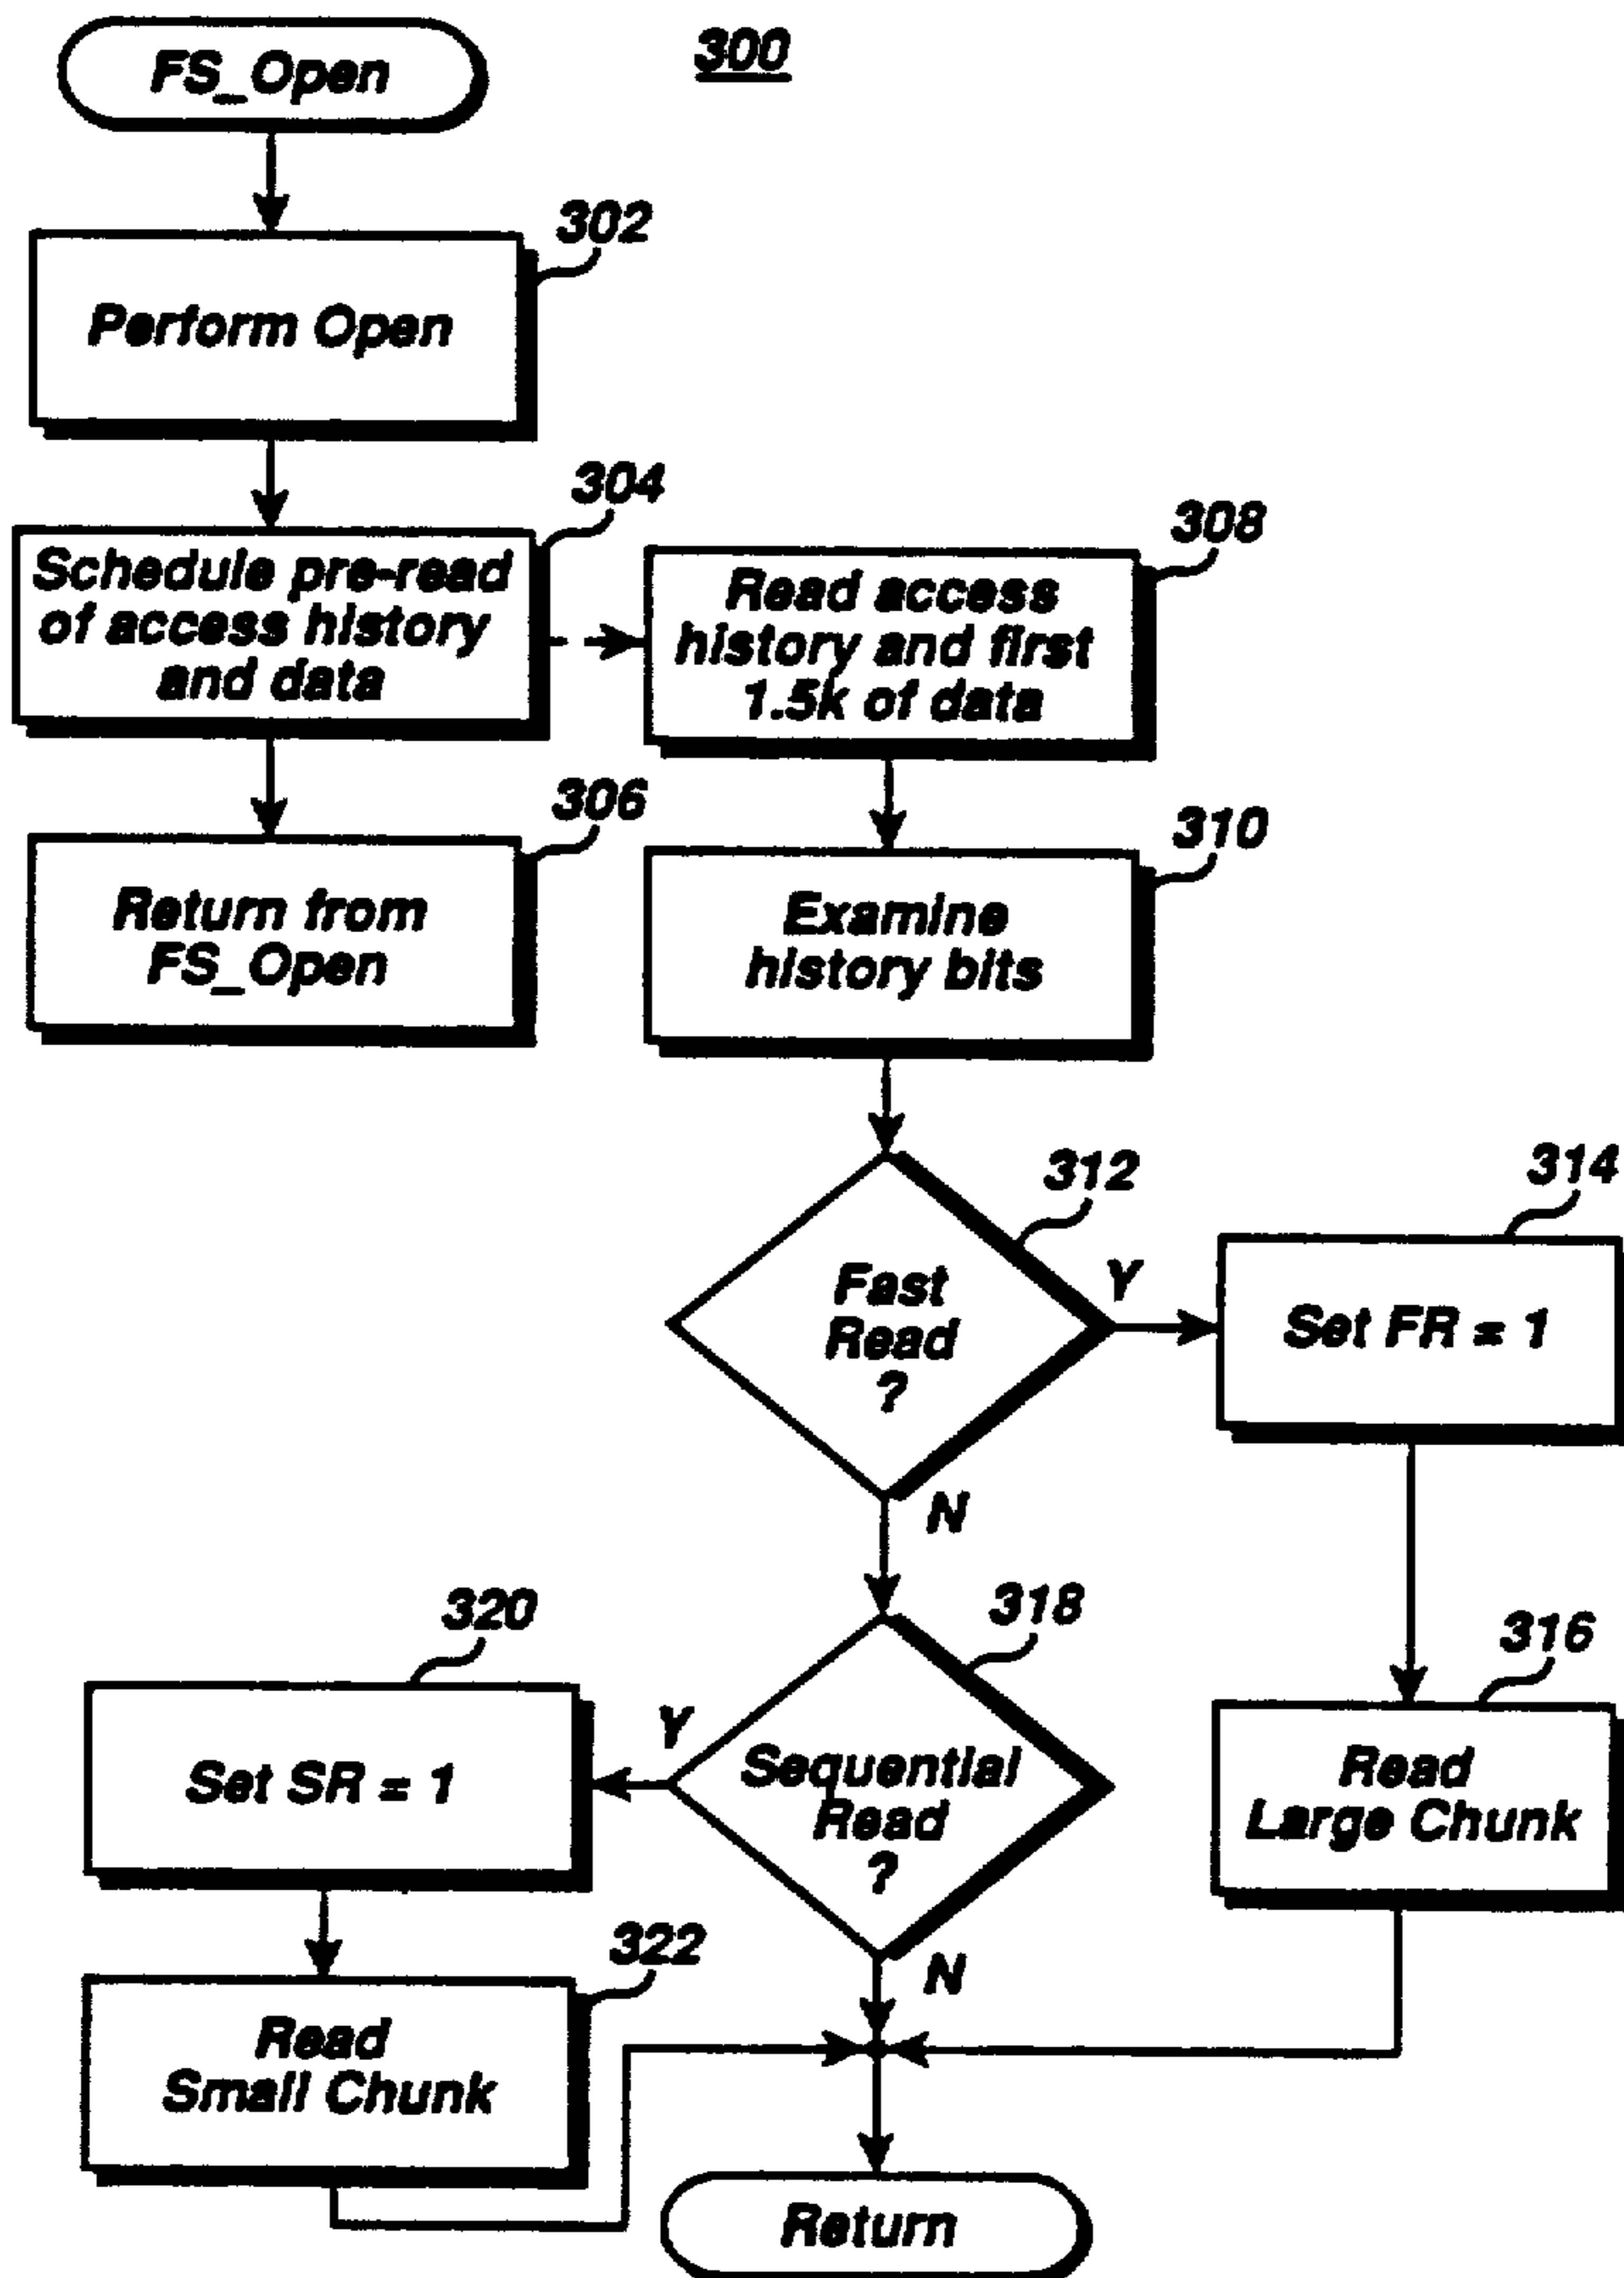 FS_Open
300
302
Perform Open
304
Schedule pre-read
of access history
and data
308
Read access
history and first
1.5k of data
306
Return from
FS_Open
310
Examine
history bits
312
Fast
Read
?
Y
N
314
Set FR = 1
316
Read
Large Chunk
318
Sequential
Read
?
Y
N
320
Set SR = 1
322
Read
Small Chunk
Return